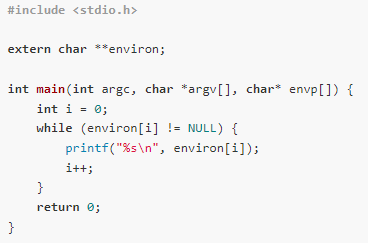 #include <stdio.h>

extern char **environ;

int main(int argc, char *argv[], char* envp[]) {
    int i = 0;
    while (environ[i] != NULL) {
        printf("%s\n", environ[i]);
        i++;
    }
    return 0;
}